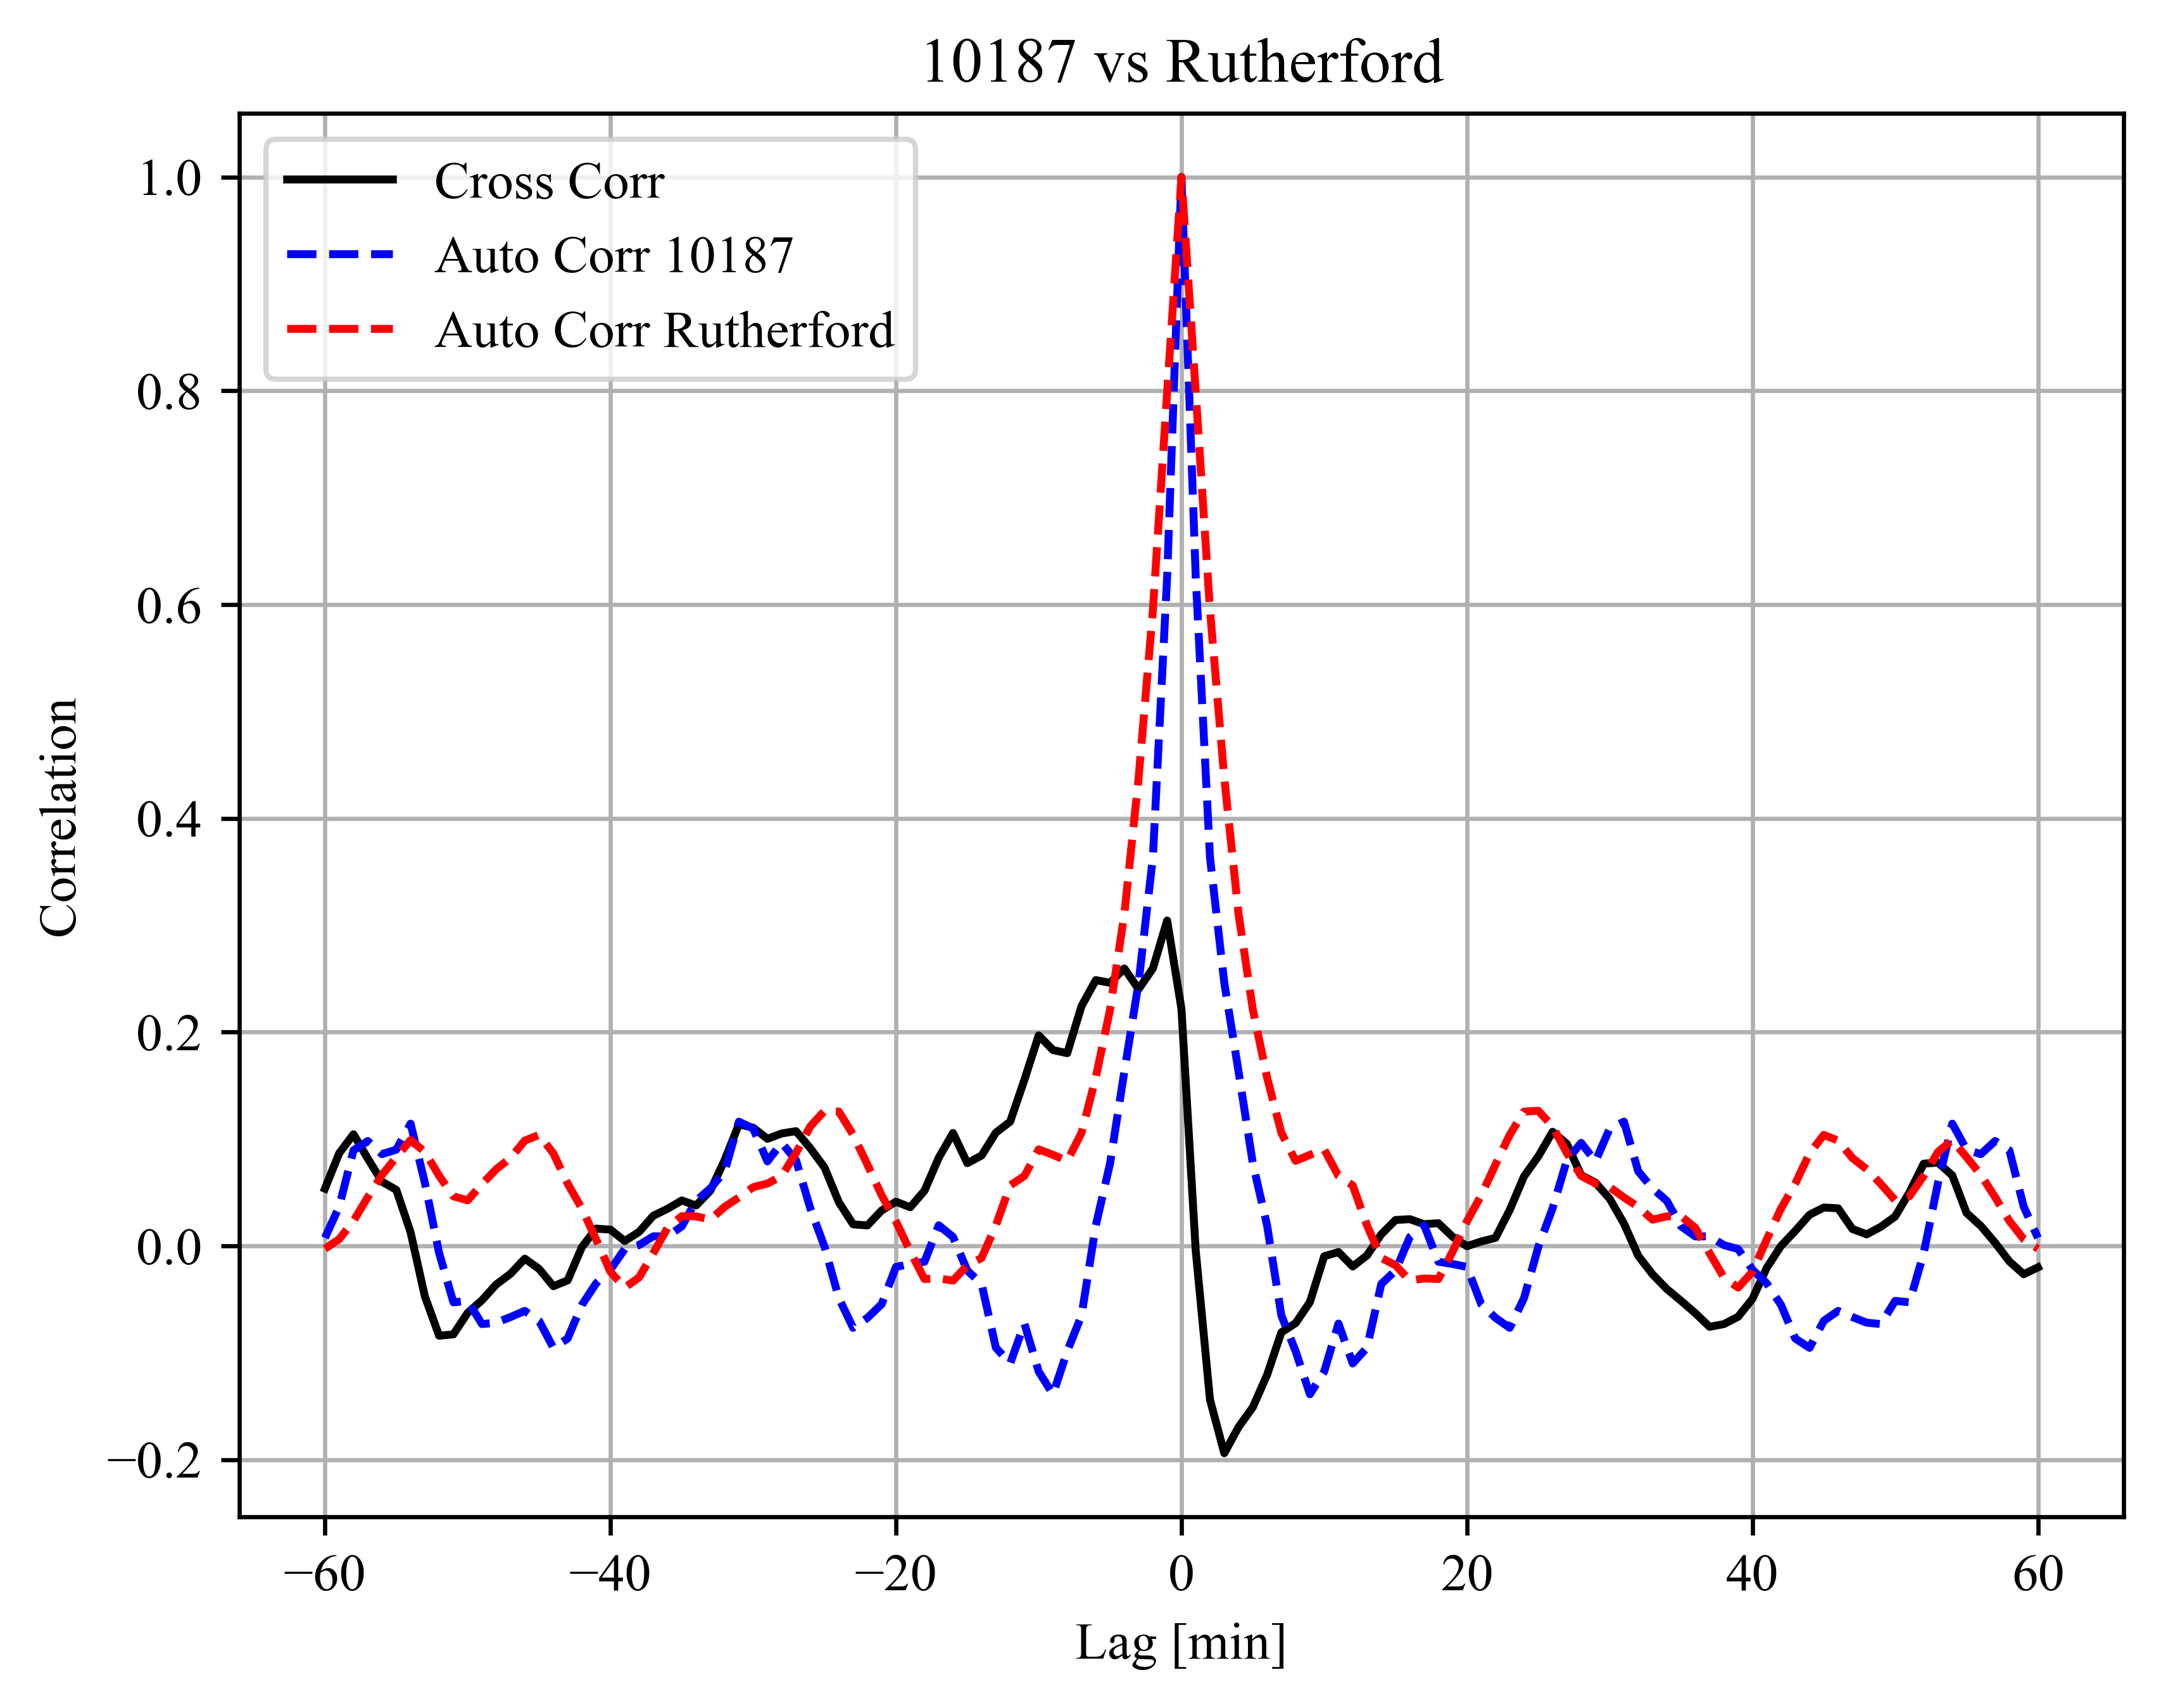 10187 vs Rutherford
Cross Corr
Auto Corr 10187
Auto Corr Rutherford
1.0
0.8
0.6
0.4
0.2
0.0
−0.2
Correlation
−60
−40
−20
0
20
40
60
Lag [min]